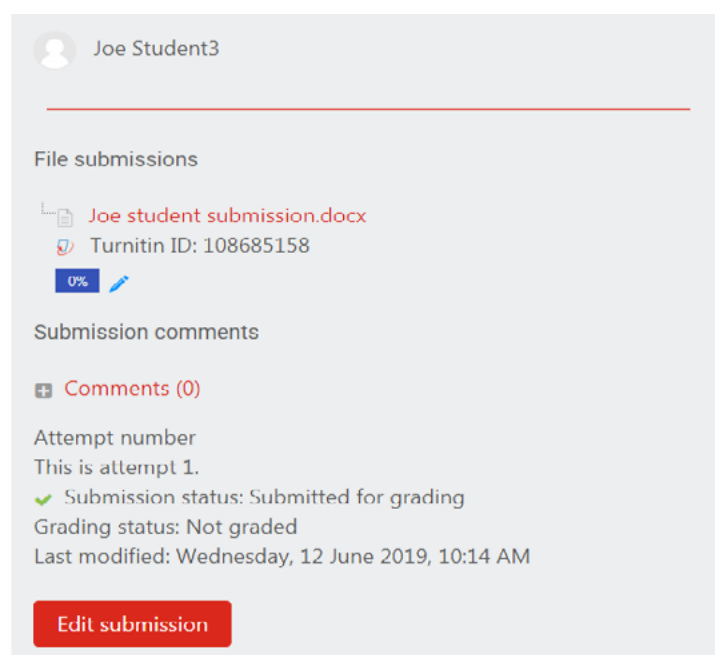 Joe Student3
File submissions
Joe student submission.docx
Turnitin ID: 108685158
0%
Submission comments
Comments (0)
Attempt number
This is attempt 1.
Submission status: Submitted for grading
Grading status: Not graded
Last modified: Wednesday, 12 June 2019, 10:14 AM
Edit submission